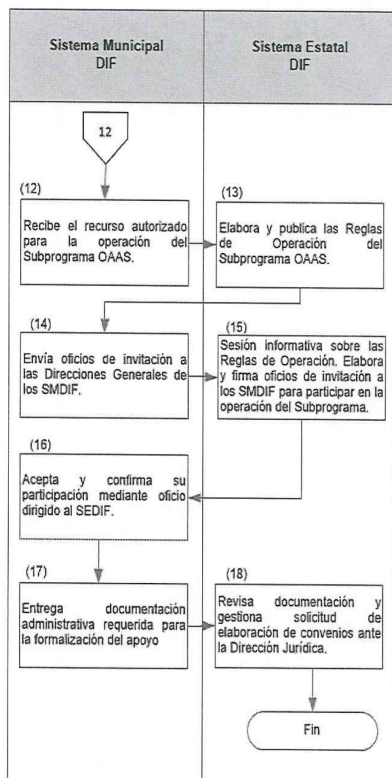 Sistema Municipal
DIF
Sistema Estatal
DIF
12
(12)
Recibe el recurso autorizado
para la operación del
Subprograma OAAS.
(13)
Elabora y publica las Reglas
de Operación del
Subprograma OAAS.
(14)
Envía oficios de invitación a
las Direcciones Generales de
los SMDIF.
(15)
Sesión informativa sobre las
Reglas de Operación. Elabora
y firma oficios de invitación a
los SMDIF para participar en la
operación del Subprograma.
(16)
Acepta y confirma su
participación mediante oficio
dirigido al SEDIF.
(17)
Entrega documentación
administrativa requerida para
la formalización del apoyo
(18)
Revisa documentación y
gestiona solicitud de
elaboración de convenios ante
la Dirección Jurídica.
Fin